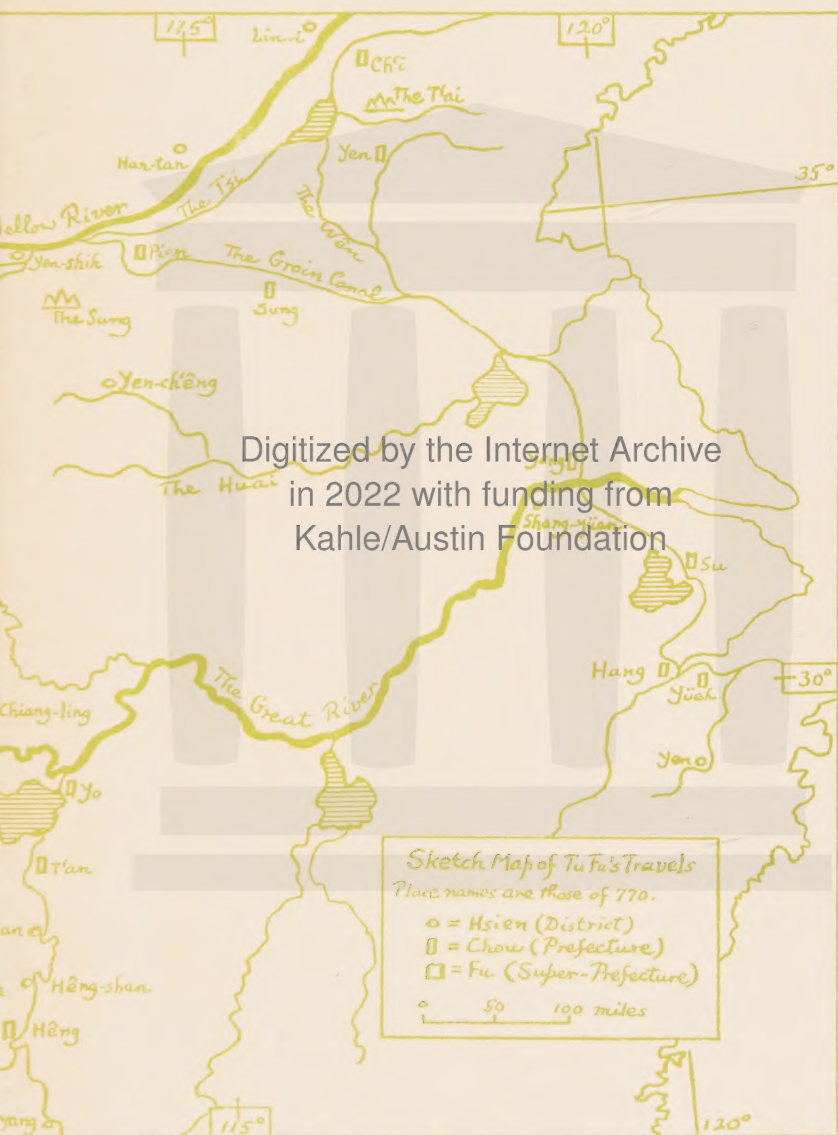 115°
120°
Lin-i
Ch'i
The T'ai
Han-tan
Yen
35°
The Tsi
The Wên
Yellow River
Yen-shih
Pien
The Grain Canal
Sung
The Sung
Yen-ch'êng
Digitized by the Internet Archive
in 2022 with funding from
Kahle/Austin Foundation
The Huai
Shang-yüan
Su
Hang
Yüeh
30°
The Great River
Chiang-ling
Yen
Yo
T'an
Sketch Map of Tu Fu's Travels
Place names are those of 770.
= Hsien (District)
= Chou (Prefecture)
= Fu (Super-Prefecture)
0 50 100 miles
Hêng-shan
Hêng
115°
120°